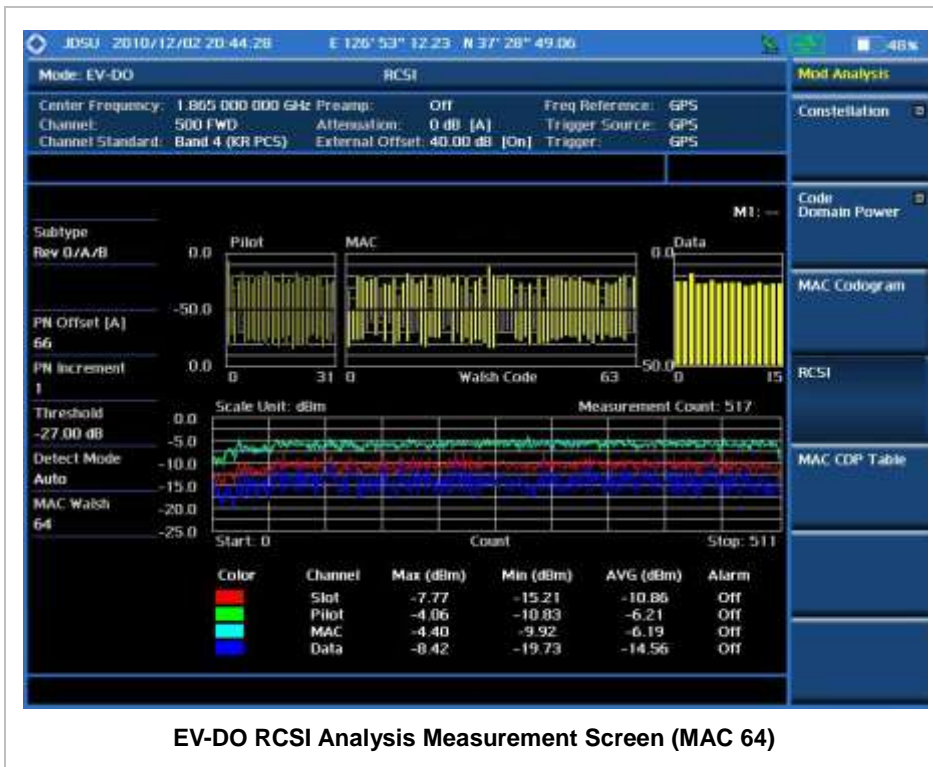 JDSU 2010/12/02 20:44:28 E 126° 53'' 12.23 N 37° 28'' 49.06 48%
Mode: EV-DO RCSI Mod Analysis
Center Frequency: 1.865 000 000 GHz Preamp: Off Freq Reference: GPS
Channel: 500 FWD Attenuation: 0 dB [A] Trigger Source: GPS
Channel Standard: Band 4 (KR PCS) External Offset: 40.00 dB [On] Trigger: GPS
Constellation
Code
Domain Power
MAC Codogram
RCSI
MAC CDP Table
M1: --
Subtype
Rev 0/A/B
PN Offset [A]
66
PN Increment
1
Threshold
-27.00 dB
Detect Mode
Auto
MAC Walsh
64
Pilot MAC Data
0.0 0.0
-50.0
0.0 -50.0
0 31 0 Walsh Code 63 0 15
Scale Unit: dBm Measurement Count: 517
0.0
-5.0
-10.0
-15.0
-20.0
-25.0
Start: 0 Count Stop: 511
Color Channel Max (dBm) Min (dBm) AVG (dBm) Alarm
Slot -7.77 -15.21 -10.86 Off
Pilot -4.06 -10.83 -6.21 Off
MAC -4.40 -9.92 -6.19 Off
Data -8.42 -19.73 -14.56 Off
EV-DO RCSI Analysis Measurement Screen (MAC 64)